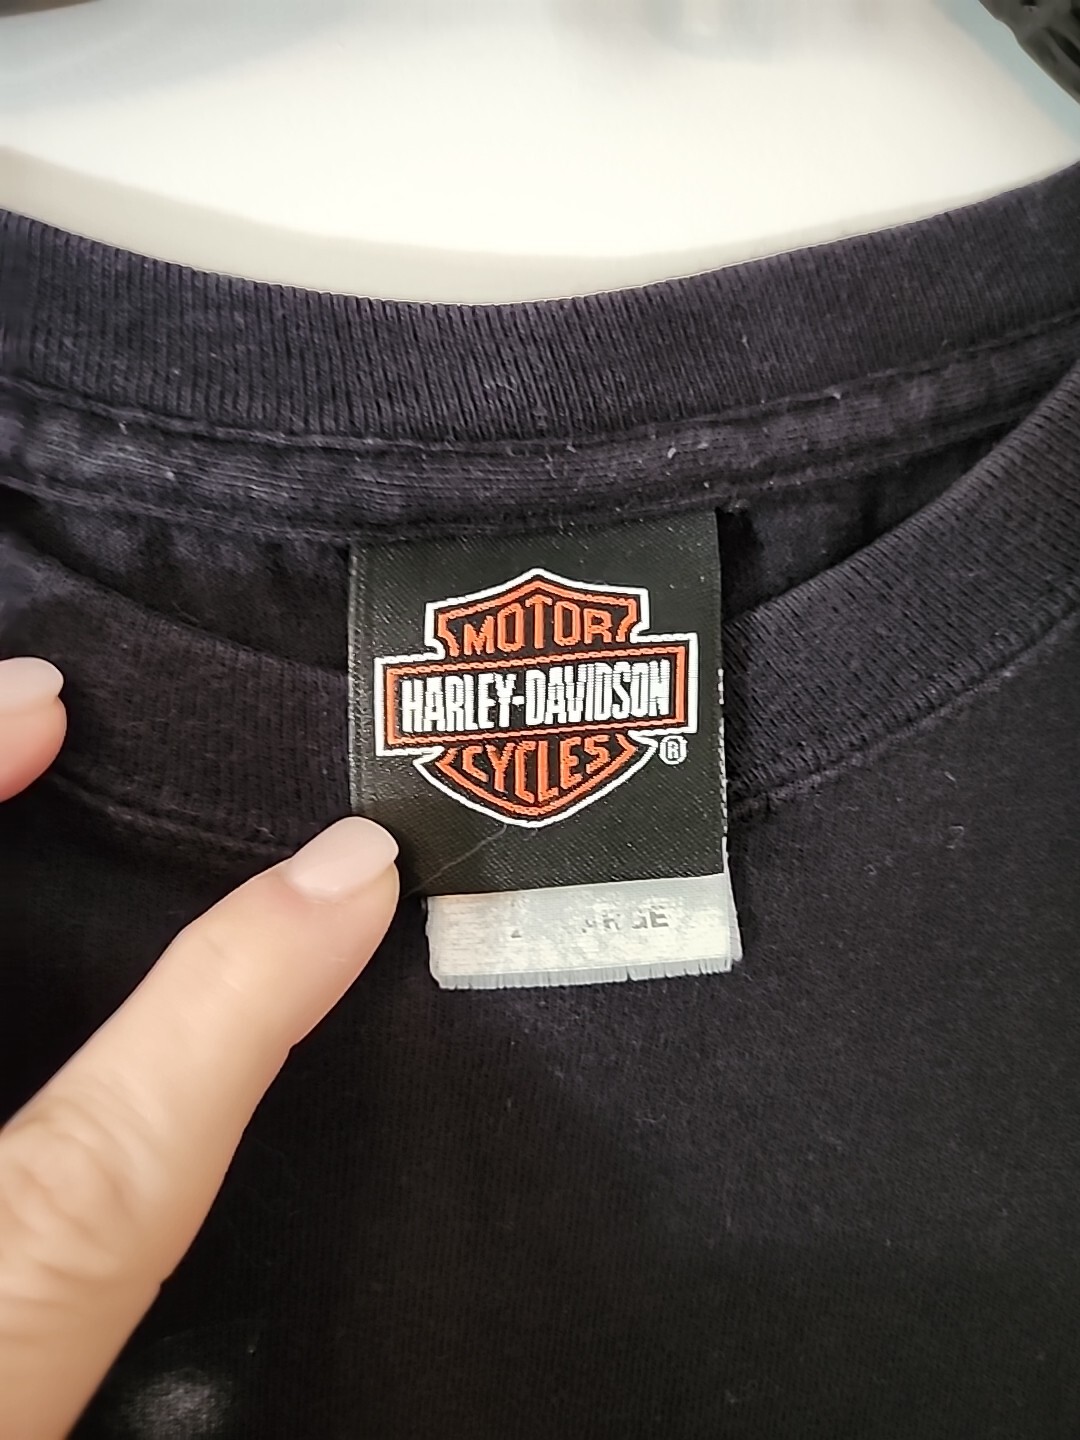 MOTOR
HARLEY-DAVIDSON
CYCLES
®